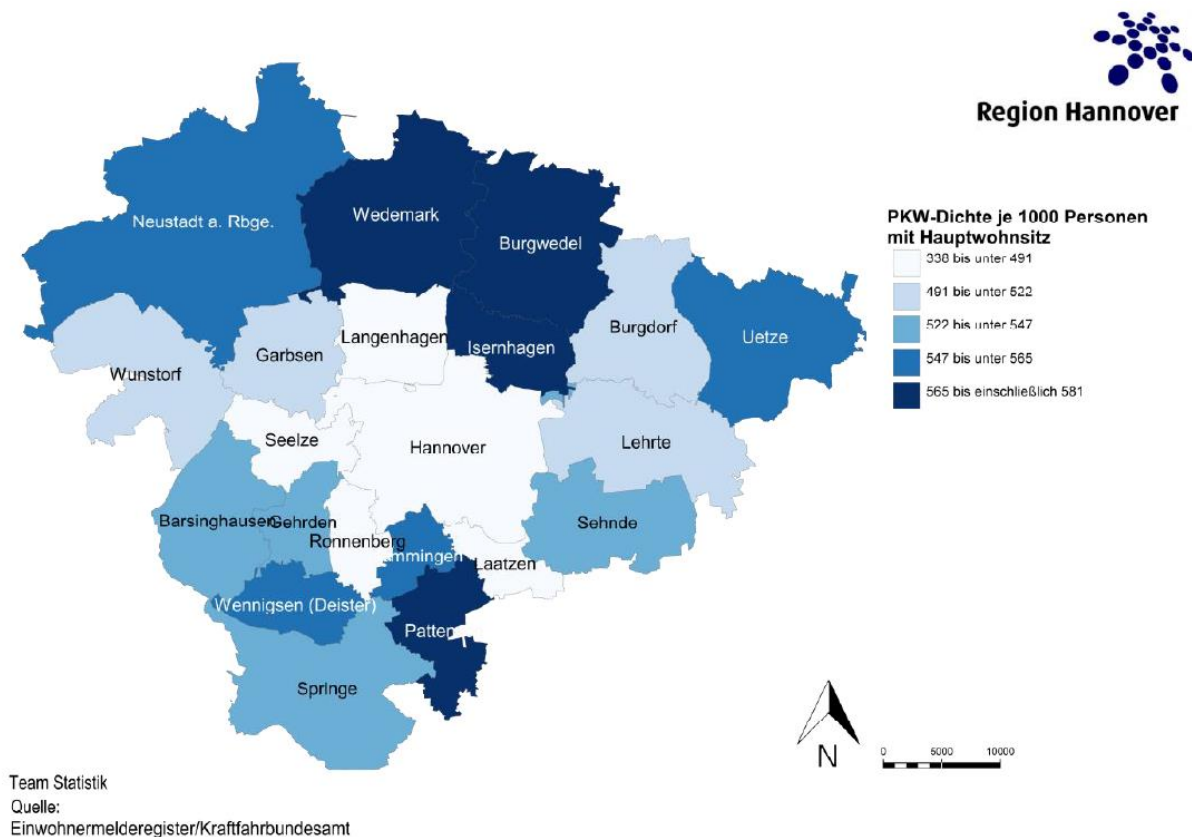 Region Hannover
Neustadt a. Rbge.
Wedemark
Burgwedel
PKW-Dichte je 1000 Personen
mit Hauptwohnsitz
338 bis unter 491
491 bis unter 522
522 bis unter 547
547 bis unter 565
565 bis einschließlich 581
Langenhagen
Isernhagen
Burgdorf
Uetze
Garbsen
Wunstorf
Seelze
Hannover
Lehrte
Barsinghausen
Gehrden
Ronnenberg
mmingen
Laatzen
Sehnde
Wennigsen (Deister)
Patten
Springe
N
0 5000 10000
Team Statistik
Quelle:
Einwohnermelderegister/Kraftfahrbundesamt